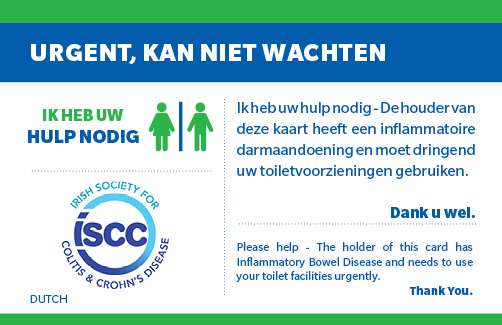 URGENT, KAN NIET WACHTEN
IK HEB UW
HULP NODIG
IRISH SOCIETY FOR
iSCC
COLITIS & CROHN'S DISEASE
DUTCH
Ik heb uw hulp nodig - De houder van
deze kaart heeft een inflammatoire
darmaandoening en moet dringend
uw toiletvoorzieningen gebruiken.
Dank u wel.
Please help - The holder of this card has
Inflammatory Bowel Disease and needs to use
your toilet facilities urgently.
Thank You.